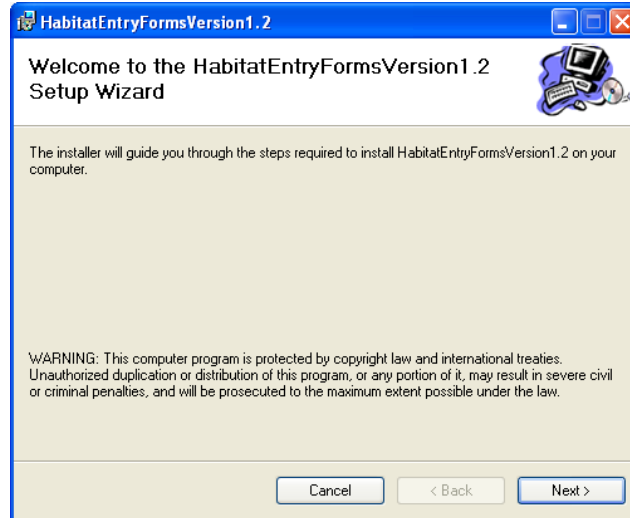 HabitatEntryFormsVersion1.2
Welcome to the HabitatEntryFormsVersion1.2
Setup Wizard
The installer will guide you through the steps required to install HabitatEntryFormsVersion1.2 on your
computer.
WARNING: This computer program is protected by copyright law and international treaties.
Unauthorized duplication or distribution of this program, or any portion of it, may result in severe civil
or criminal penalties, and will be prosecuted to the maximum extent possible under the law.
Cancel
< Back
Next >